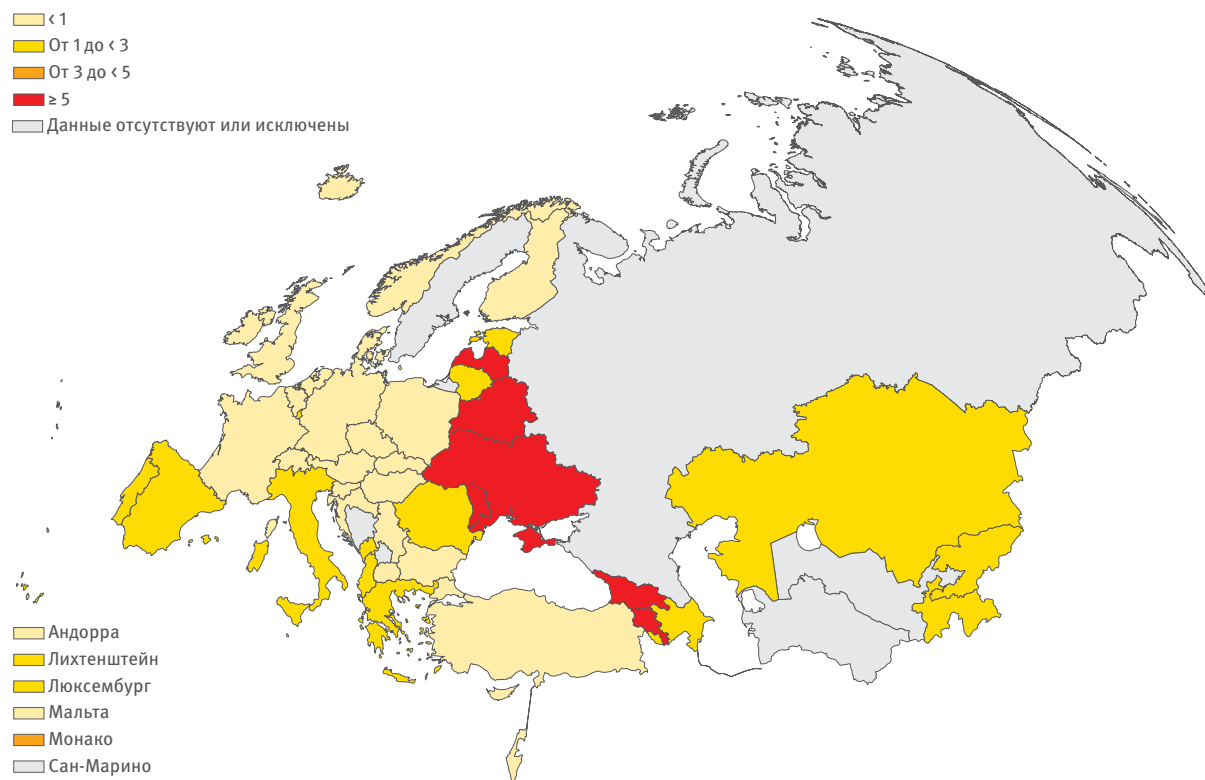 < 1
От 1 до < 3
От 3 до < 5
≥ 5
Данные отсутствуют или исключены
Андорра
Лихтенштейн
Люксембург
Мальта
Монако
Сан-Марино